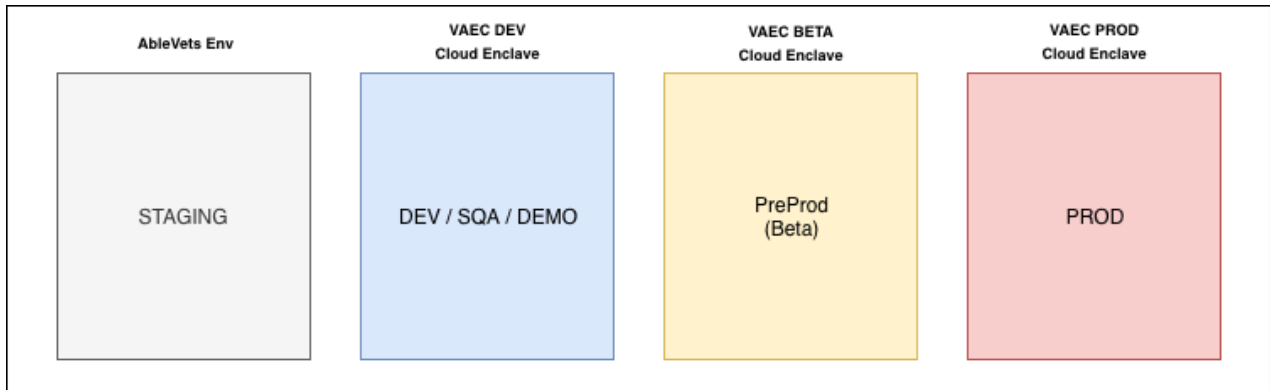 AbleVets Env
VAEC DEV
Cloud Enclave
VAEC BETA
Cloud Enclave
VAEC PROD
Cloud Enclave
STAGING
DEV / SQA / DEMO
PreProd
(Beta)
PROD